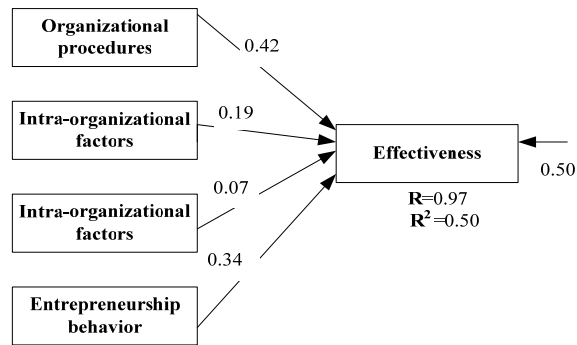 Organizational
procedures
0.42
Intra-organizational
factors
0.19
Effectiveness
0.50
R=0.97
R²=0.50
Intra-organizational
factors
0.07
0.34
Entrepreneurship
behavior